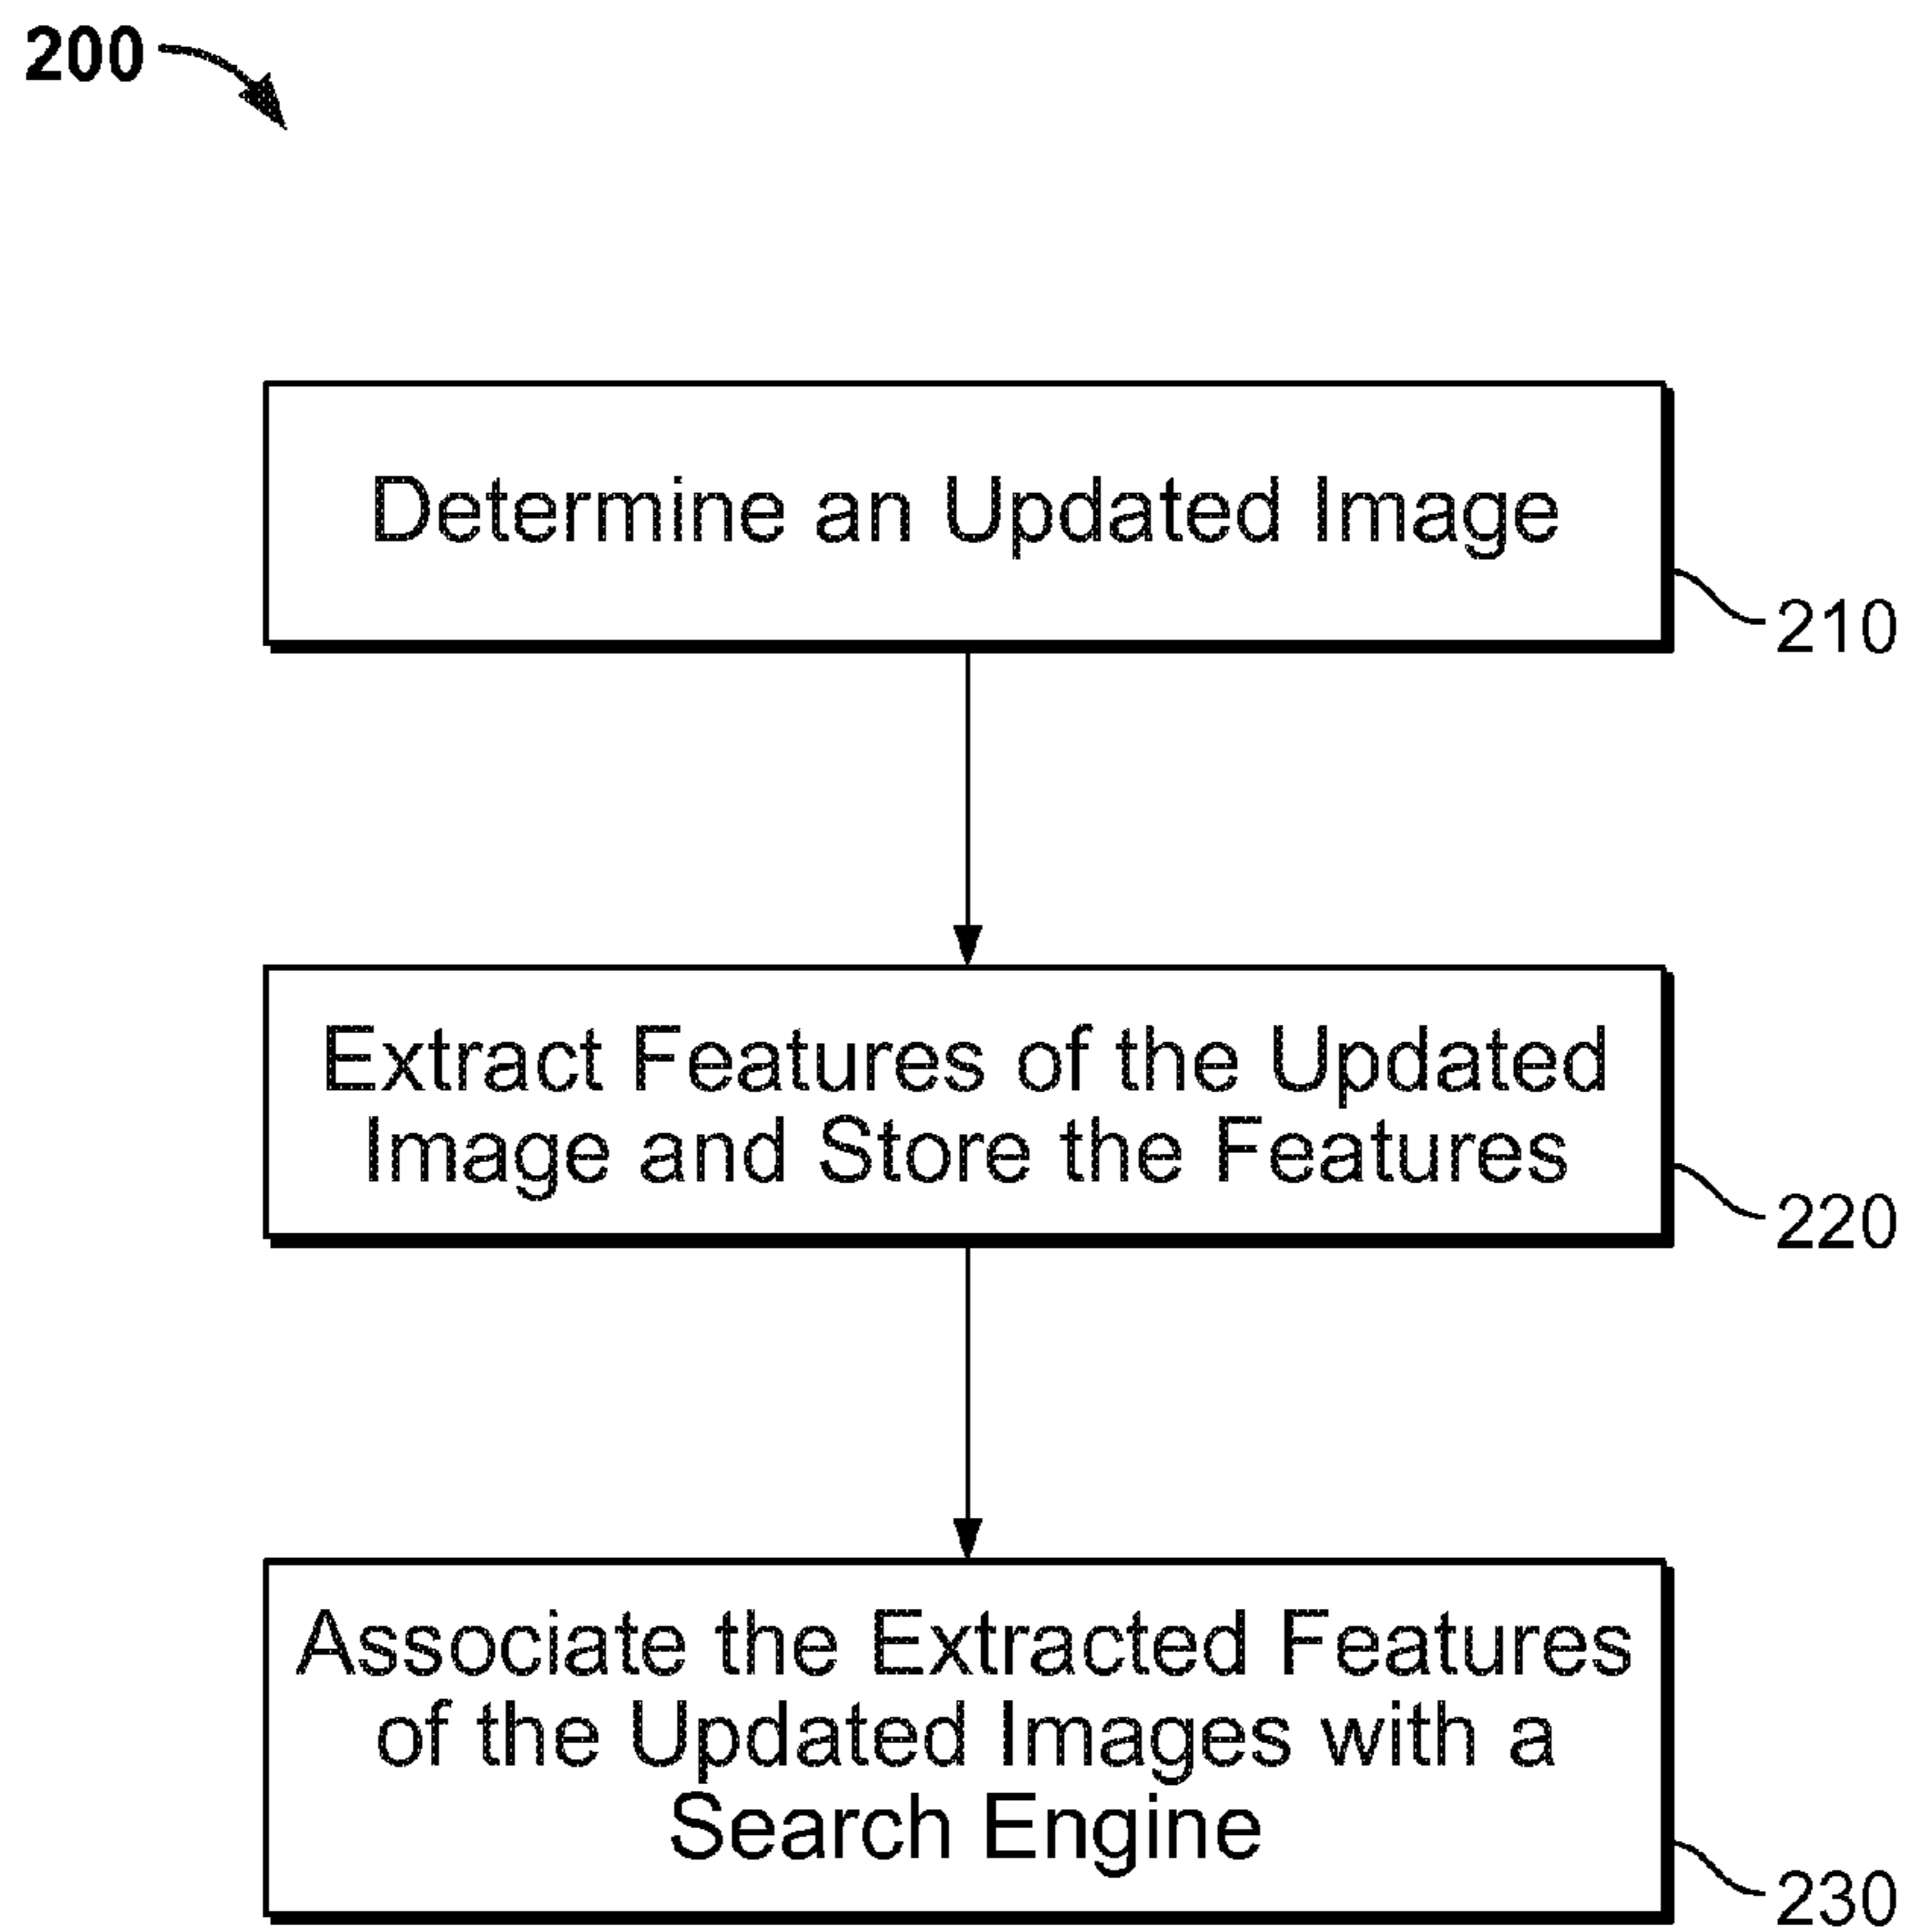 200
Determine an Updated Image
210
Extract Features of the Updated
Image and Store the Features
220
Associate the Extracted Features
of the Updated Images with a
Search Engine
230